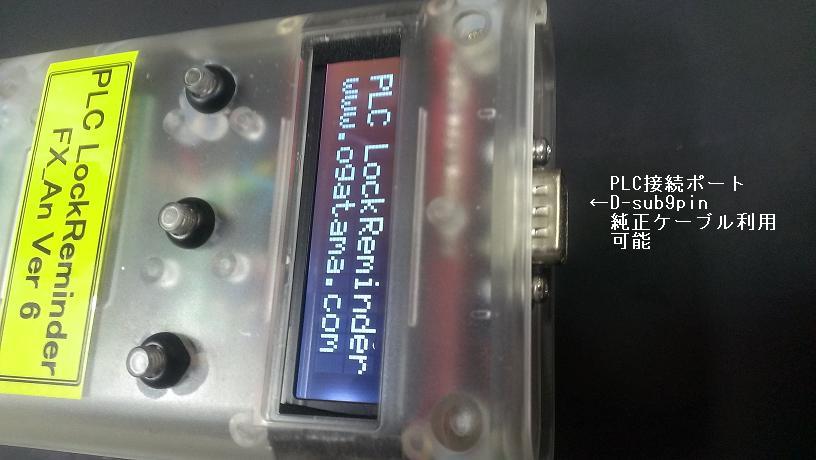 PLC LockReminder
FX_An Ver 6
PLC LockReminder
www.ogatama.com
PLC接続ポート
←D-sub9pin
純正ケーブル利用
可能